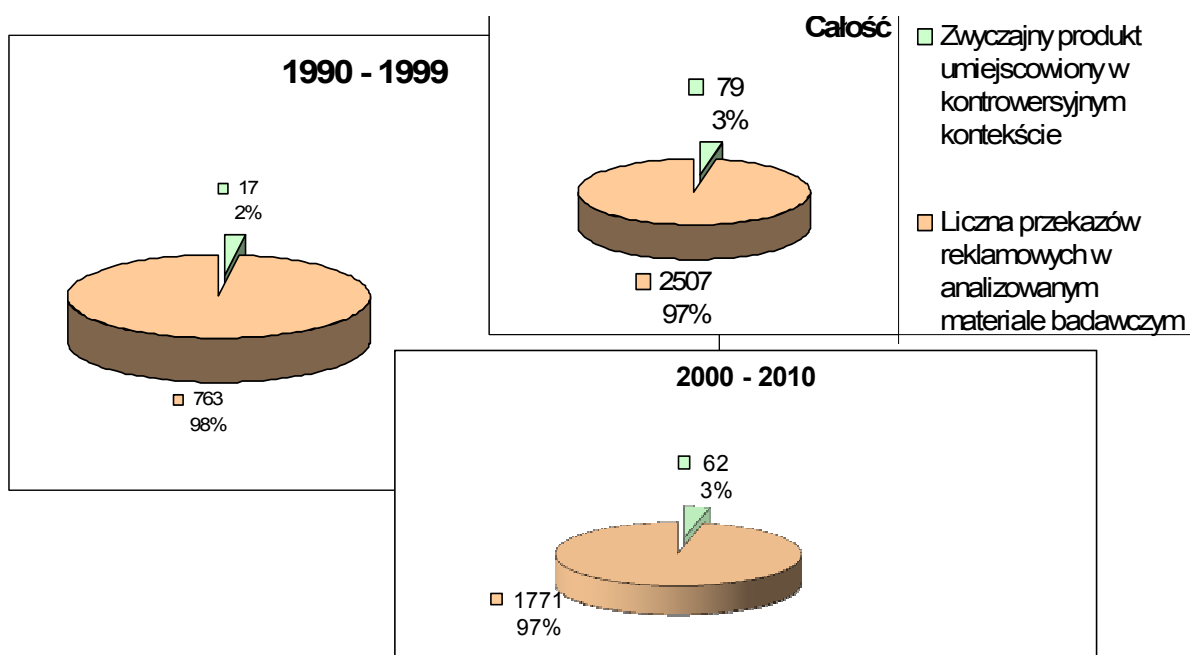 1990 - 1999
17
2%
763
98%
Całość
79
3%
2507
97%
Zwyczajny produkt
umiejscowiony w
kontrowersyjnym
kontekście
Liczna przekazów
reklamowych w
analizowanym
materiale badawczym
2000 - 2010
62
3%
1771
97%